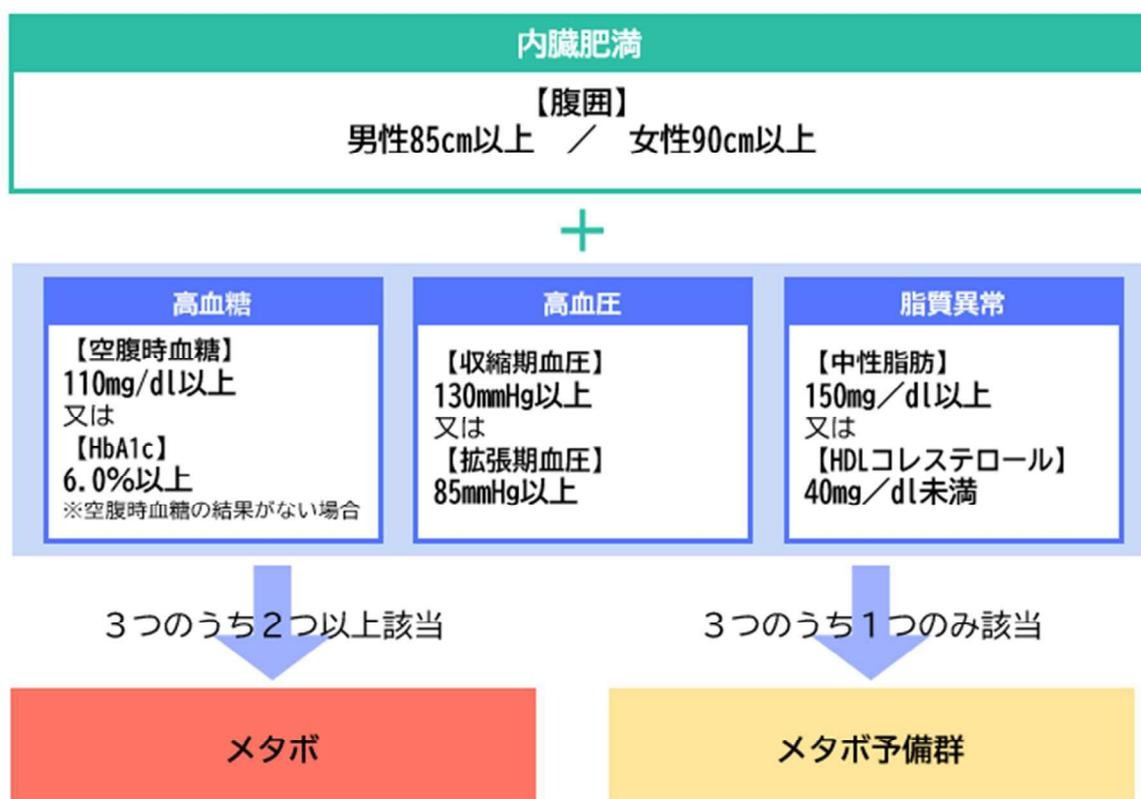 内臓肥満
【腹囲】
男性85cm以上 ／ 女性90cm以上
＋
高血糖
【空腹時血糖】
110mg/dl以上
又は
【HbA1c】
6.0%以上
※空腹時血糖の結果がない場合
高血圧
【収縮期血圧】
130mmHg以上
又は
【拡張期血圧】
85mmHg以上
脂質異常
【中性脂肪】
150mg／dl以上
又は
【HDLコレステロール】
40mg／dl未満
３つのうち２つ以上該当
３つのうち１つのみ該当
メタボ
メタボ予備群